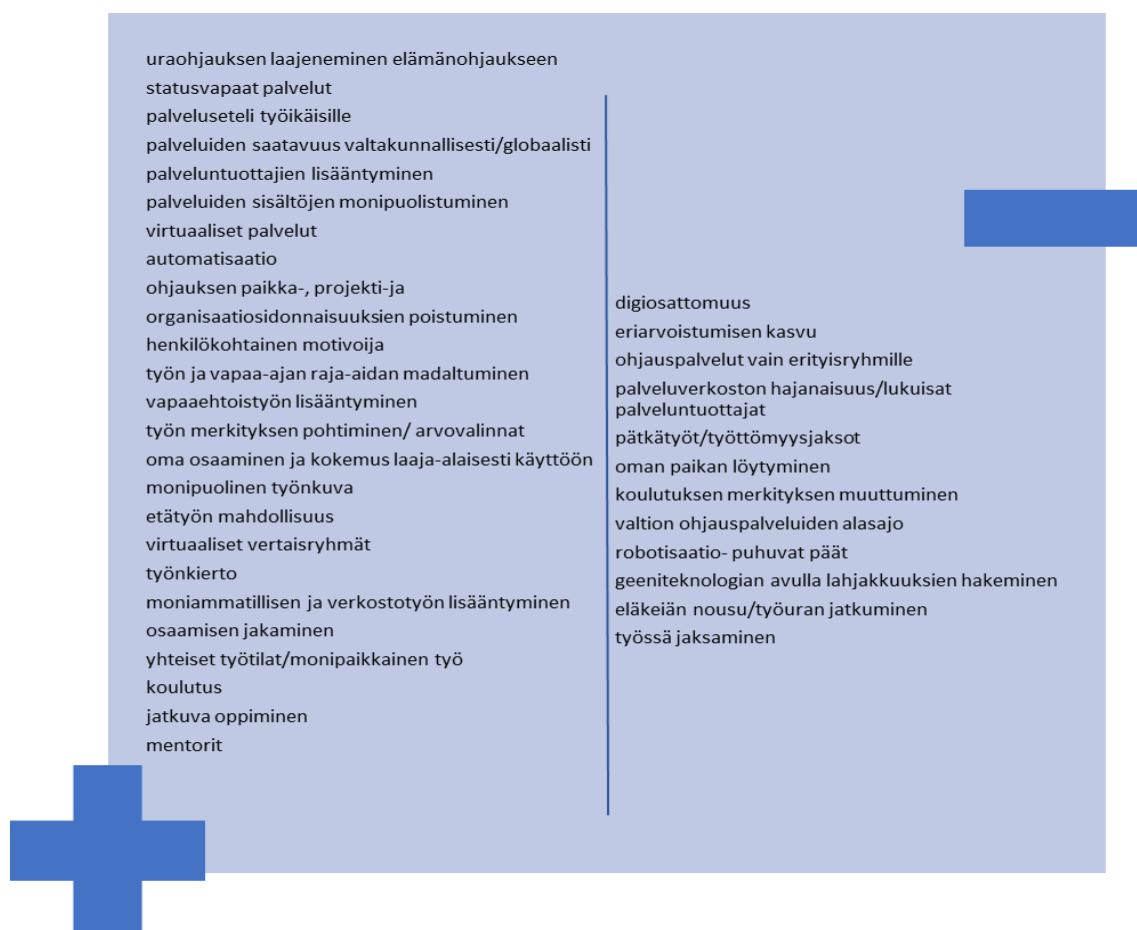 uraohjauksen laajeneminen elämänohjaukseen
statusvapaat palvelut
palveluseteli työikäisille
palveluiden saatavuus valtakunnallisesti/globaalisti
palveluntuottajien lisääntyminen
palveluiden sisältöjen monipuolistuminen
virtuaaliset palvelut
automatisaatio
ohjauksen paikka-, projekti-ja
organisaatiosidonnaisuuksien poistuminen
henkilökohtainen motivoija
työn ja vapaa-ajan raja-aidan madaltuminen
vapaaehtoistyön lisääntyminen
työn merkityksen pohtiminen/ arvovalinnat
oma osaaminen ja kokemus laaja-alaisesti käyttöön
monipuolinen työnkuva
etätyön mahdollisuus
virtuaaliset vertaisryhmät
työnkierto
moniammatillisen ja verkostotyön lisääntyminen
osaamisen jakaminen
yhteiset työtilat/monipaikkainen työ
koulutus
jatkuva oppiminen
mentorit
digiosattomuus
eriarvoistumisen kasvu
ohjauspalvelut vain erityisryhmille
palveluverkoston hajanaisuus/lukuisat
palveluntuottajat
pätkätyöt/työttömyysjaksot
oman paikan löytyminen
koulutuksen merkityksen muuttuminen
valtion ohjauspalveluiden alasajo
robotisaatio- puhuvat päät
geeniteknologian avulla lahjakkuuksien hakeminen
eläkeiän nousu/työuran jatkuminen
työssä jaksaminen